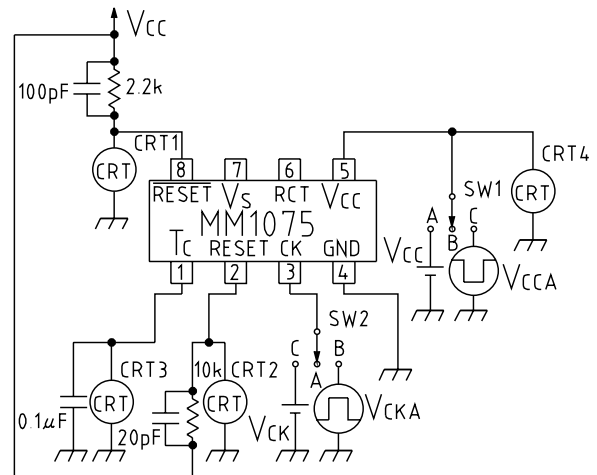 VCC
100pF
2.2k
CRT1
CRT
8 7 6 5
RESET VS RCT VCC
MM1075
TC RESET CK GND
1 2 3 4
CRT4
CRT
SW1
A C
B
VCC
VCCA
SW2
C B
A
VCK
VCKA
CRT3
CRT
0.1μF
10k
CRT2
CRT
20pF